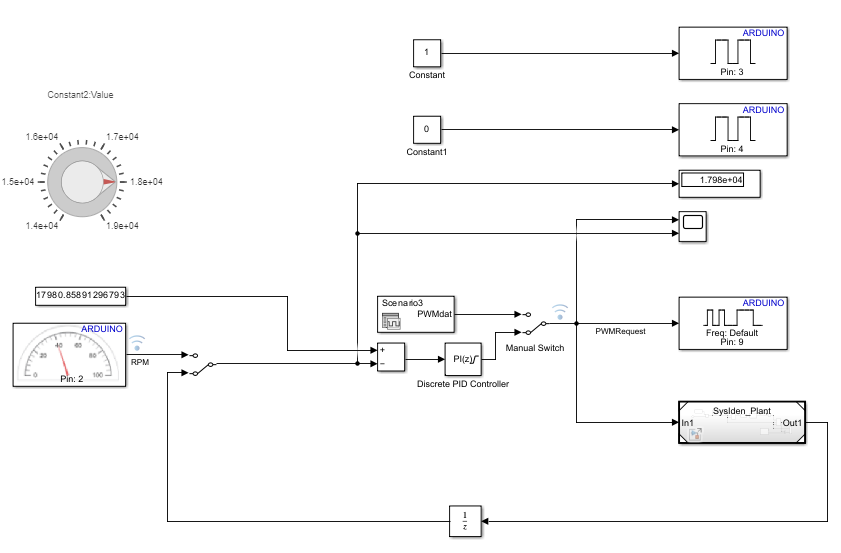 ARDUINO
1
Pin: 3
Constant
Constant2:Value
ARDUINO
1.6e+04
1.7e+04
0
Pin: 4
Constant1
1.5e+04
1.8e+04
1.798e+04
1.4e+04
1.9e+04
17980.85891296793
Scenario3
ARDUINO
PWMdat
ARDUINO
Freq: Default
PWMRequest
Pin: 9
40
60
20
80
0
100
Pin: 2
RPM
+
−
PI(z)
Manual Switch
Discrete PID Controller
SysIden_Plant
In1
Out1
1
z